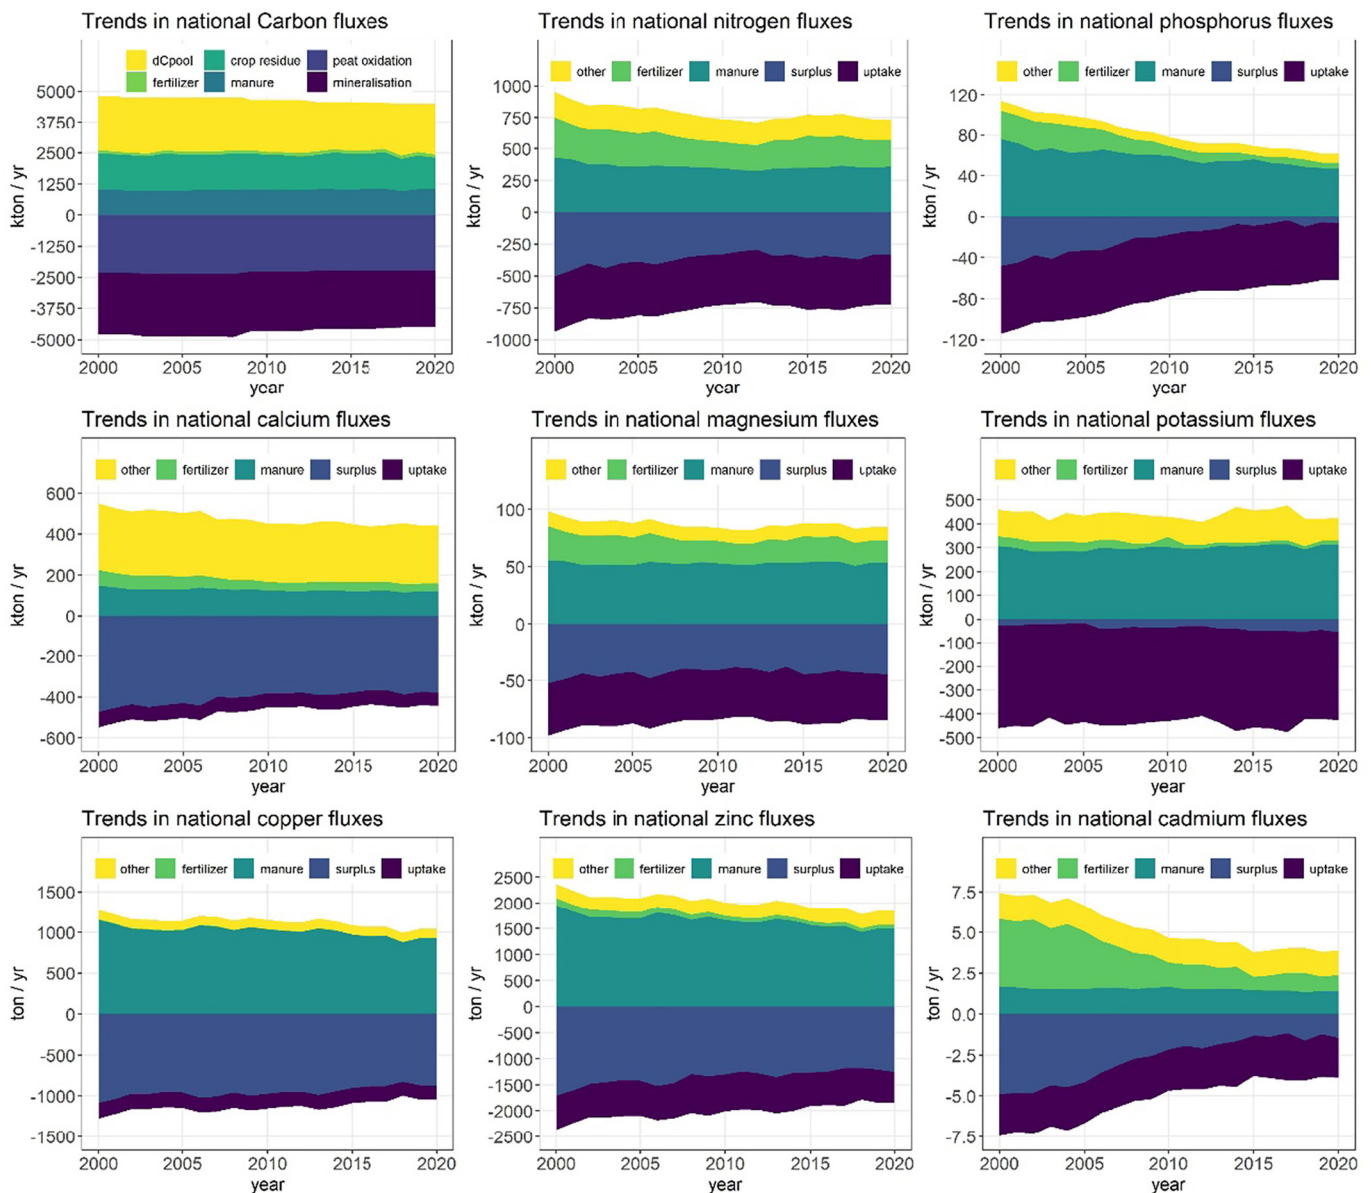 Trends in national Carbon fluxes
dCpool crop residue peat oxidation
fertilizer manure mineralisation
5000
3750
2500
1250
0
-1250
-2500
-3750
-5000
kton / yr
2000 2005 2010 2015 2020
year
Trends in national nitrogen fluxes
other fertilizer manure surplus uptake
1000
750
500
250
0
-250
-500
-750
-1000
kton / yr
2000 2005 2010 2015 2020
year
Trends in national phosphorus fluxes
other fertilizer manure surplus uptake
120
80
40
0
-40
-80
-120
kton / yr
2000 2005 2010 2015 2020
year
Trends in national calcium fluxes
other fertilizer manure surplus uptake
600
400
200
0
-200
-400
-600
kton / yr
2000 2005 2010 2015 2020
year
Trends in national magnesium fluxes
other fertilizer manure surplus uptake
100
50
0
-50
-100
kton / yr
2000 2005 2010 2015 2020
year
Trends in national potassium fluxes
other fertilizer manure surplus uptake
500
400
300
200
100
0
-100
-200
-300
-400
-500
kton / yr
2000 2005 2010 2015 2020
year
Trends in national copper fluxes
other fertilizer manure surplus uptake
1500
1000
500
0
-500
-1000
-1500
ton / yr
2000 2005 2010 2015 2020
year
Trends in national zinc fluxes
other fertilizer manure surplus uptake
2500
2000
1500
1000
500
0
-500
-1000
-1500
-2000
-2500
ton / yr
2000 2005 2010 2015 2020
year
Trends in national cadmium fluxes
other fertilizer manure surplus uptake
7.5
5.0
2.5
0.0
-2.5
-5.0
-7.5
ton / yr
2000 2005 2010 2015 2020
year